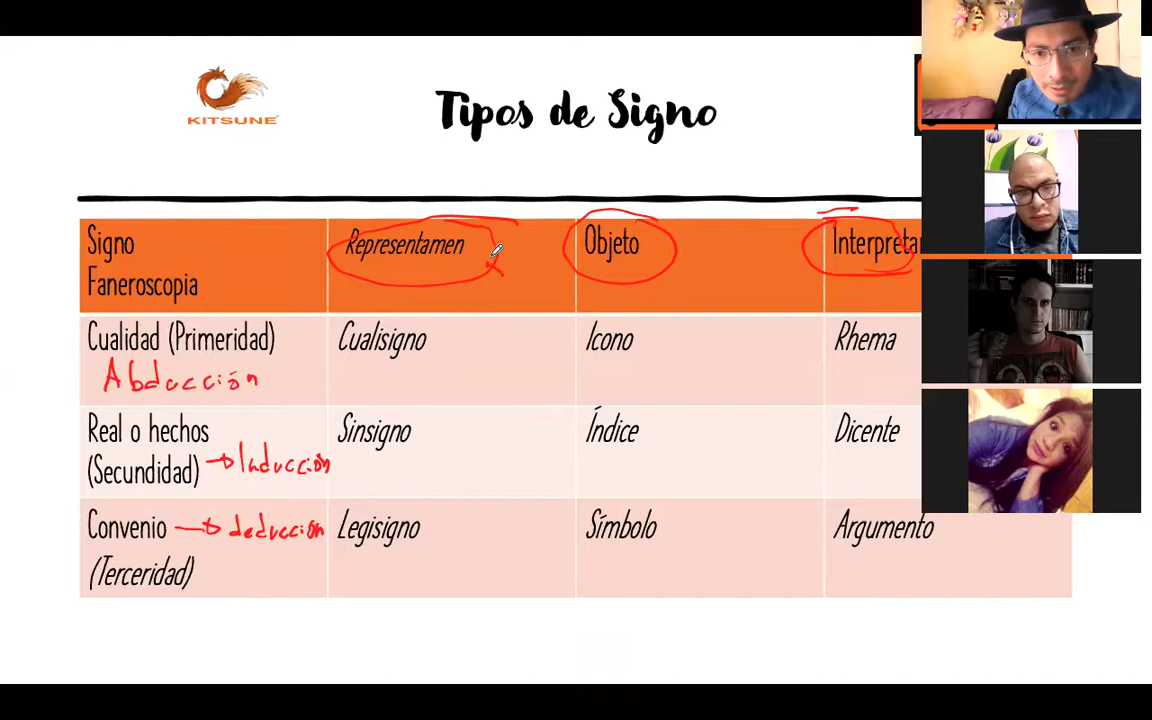 KITSUNE
Tipos de Signo
Signo
Faneroscopia
Representamen
Objeto
Interpretan
Cualidad (Primeridad)
Abducción
Cualisigno
Icono
Rhema
Real o hechos
(Secundidad)
Inducción
Sinsigno
Índice
Dicente
Convenio
deducción
(Terceridad)
Legisigno
Símbolo
Argumento